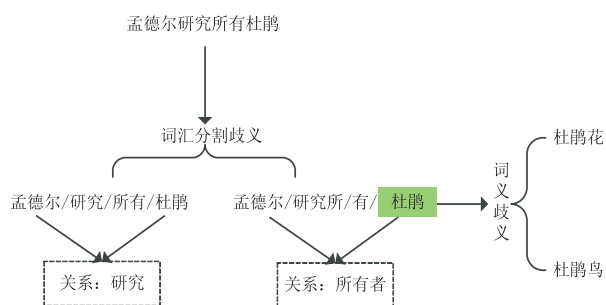 孟德尔研究所有杜鹃
词汇分割歧义
孟德尔/研究/所有/杜鹃
孟德尔/研究所/有/杜鹃
词义歧义
杜鹃花
杜鹃鸟
关系：研究
关系：所有者